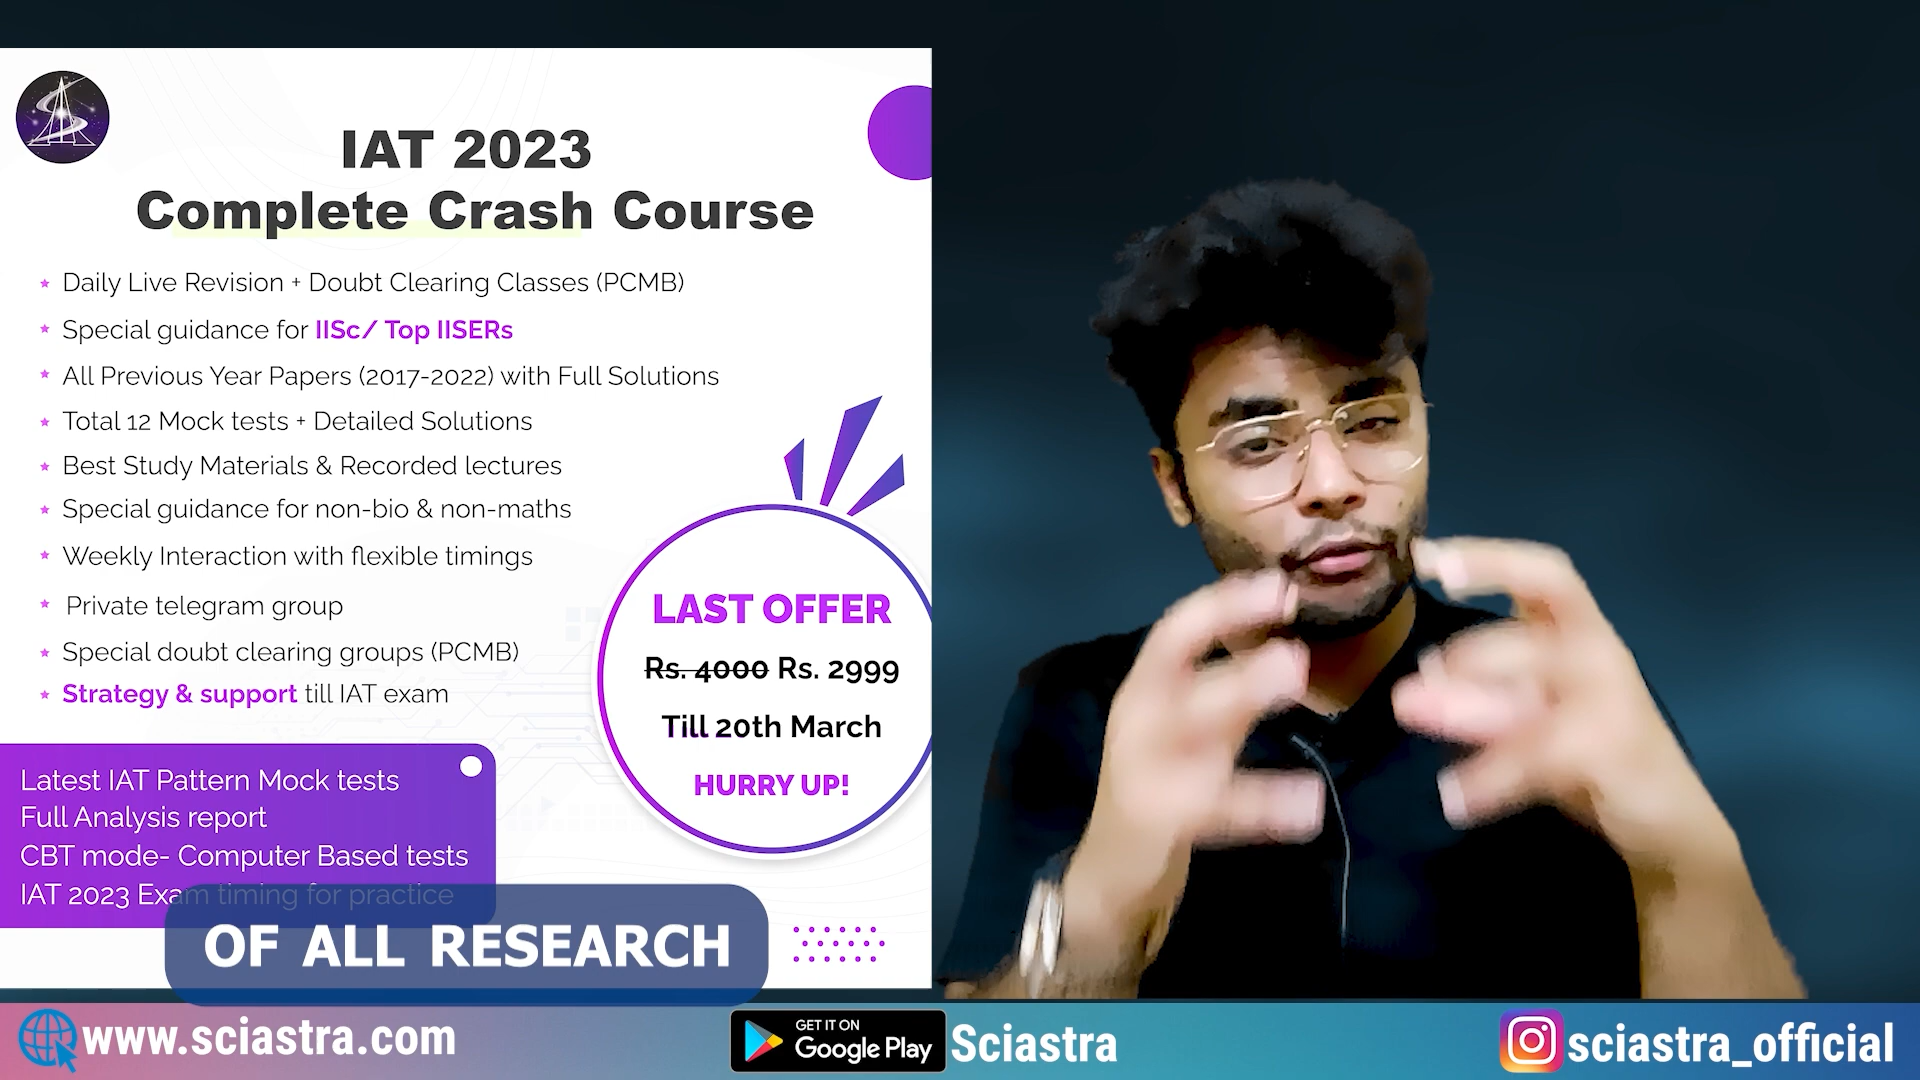 IAT 2023
Complete Crash Course
Daily Live Revision + Doubt Clearing Classes (PCMB)
Special guidance for IISc/ Top IISERs
All Previous Year Papers (2017-2022) with Full Solutions
Total 12 Mock tests + Detailed Solutions
Best Study Materials & Recorded lectures
Special guidance for non-bio & non-maths
Weekly Interaction with flexible timings
Private telegram group
Special doubt clearing groups (PCMB)
Strategy & support till IAT exam
LAST OFFER
Rs. 4000 Rs. 2999
Till 20th March
HURRY UP!
Latest IAT Pattern Mock tests
Full Analysis report
CBT mode- Computer Based tests
IAT 2023 Exam timing for practice
OF ALL RESEARCH
www.sciastra.com
GET IT ON
Google Play
Sciastra
sciastra_official